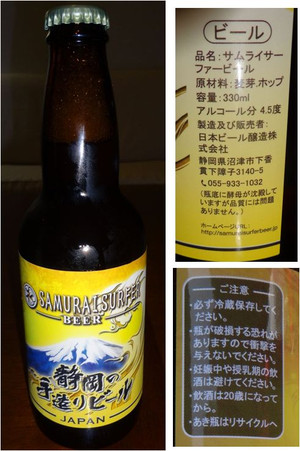 SAMURAI SURFER
BEER
静岡の
手造りビール
JAPAN
ビール
品名：サムライサー
ファービール
原材料：麦芽、ホップ
容量：330ml
アルコール分 4.5度
製造及び販売者：
日本ビール醸造株
式会社
静岡県沼津市下香
貫下障子3140-5
055-933-1032
(瓶底に酵母が沈殿して
いますが品質には問題
ありません。)
ホームページURL：
http://samuraisurferbeer.jp
ご注意
・必ず冷蔵保存してく
ださい。
・瓶が破損する恐れが
ありますので衝撃を
与えないでください。
・妊娠中や授乳期の飲
酒は避けてください。
・飲酒は20歳になって
から。
・あき瓶はリサイクルへ